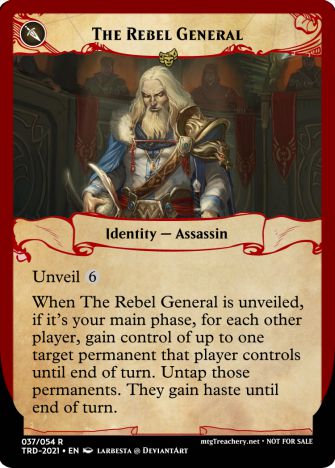 THE REBEL GENERAL
Identity — Assassin
Unveil 6
When The Rebel General is unveiled,
if it's your main phase, for each other
player, gain control of up to one
target permanent that player controls
until end of turn. Untap those
permanents. They gain haste until
end of turn.
037/054 R
mtgTreachery.net • NOT FOR SALE
TRD-2021 • EN LARBESTA @ DEVIANTART